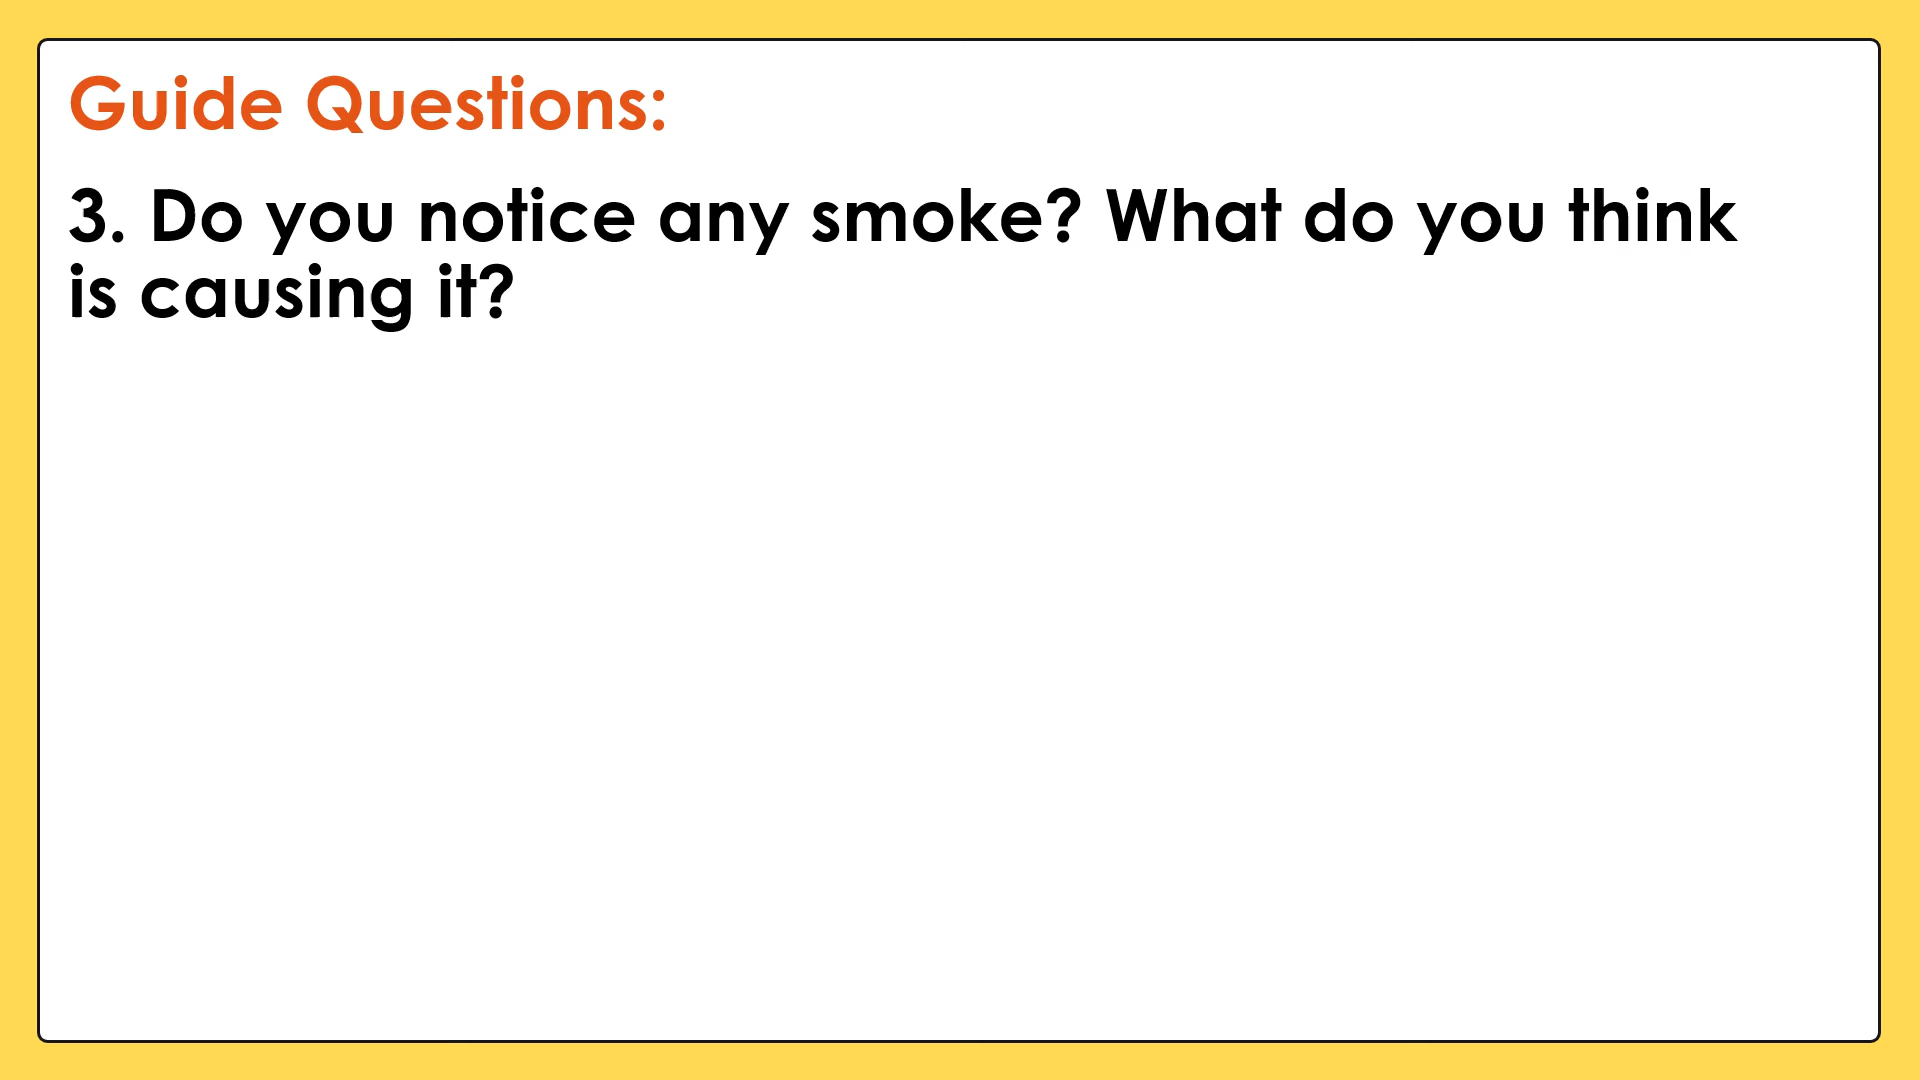 Guide Questions:
3. Do you notice any smoke? What do you think
is causing it?